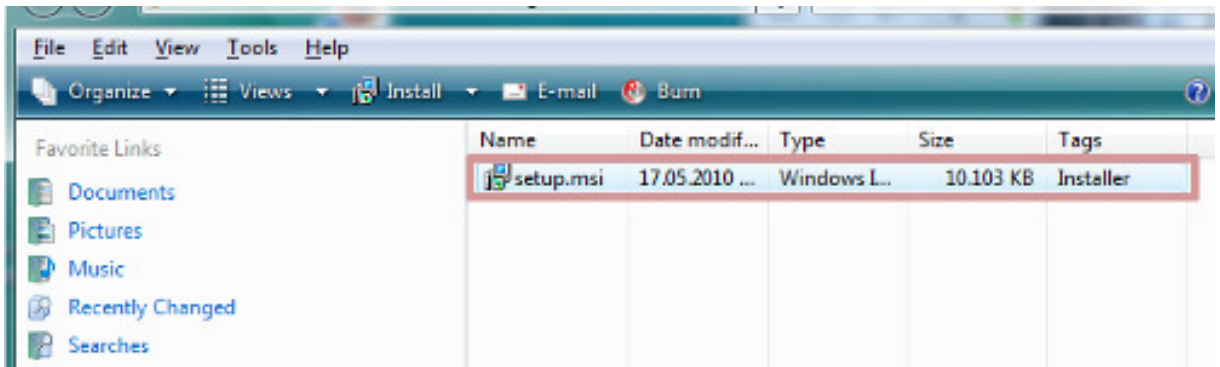 File Edit View Tools Help
Organize Views Install E-mail Burn
Favorite Links
Documents
Pictures
Music
Recently Changed
Searches
Name Date modif... Type Size Tags
setup.msi 17.05.2010 ... Windows I... 10.103 KB Installer